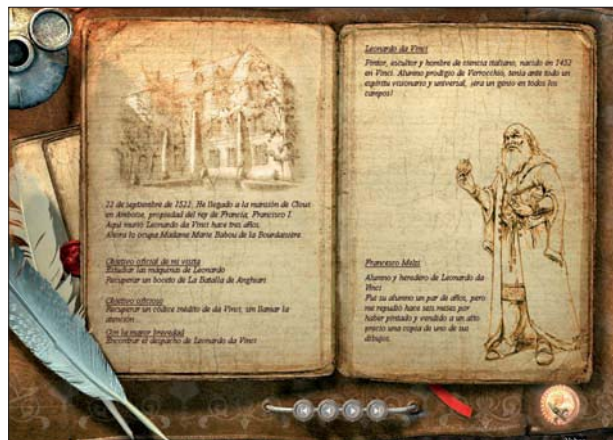 22 de septiembre de 1522. He llegado a la mansión de Cloux
en Amboise, propiedad del rey de Francia, Francisco I.
Aquí murió Leonardo da Vinci hace tres años.
Ahora la ocupa Madame Marie Babou de la Bourdaisière.
Objetivo oficial de mi visita
Estudiar las máquinas de Leonardo
Recuperar un boceto de La Batalla de Anghiari
Objetivo oficioso
Recuperar un códice inédito de da Vinci, sin llamar la
atención...
Con la mayor brevedad
Encontrar el despacho de Leonardo da Vinci
Leonardo da Vinci
Pintor, escultor y hombre de ciencia italiano, nacido en 1452
en Vinci. Alumno prodigio de Verrocchio, tenía ante todo un
espíritu visionario y universal, ¡era un genio en todos los
campos!
Francesco Melzi
Alumno y heredero de Leonardo da
Vinci
Fui su alumno un par de años, pero
me repudió hace seis meses por
haber pintado y vendido a un alto
precio una copia de uno de sus
dibujos.